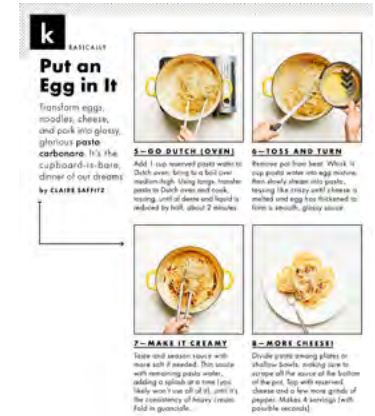 k
BASICALLY
Put an
Egg in It
Transform eggs,
noodles, cheese,
and pork into glossy,
glorious pasta
carbonara. It's the
cupboard-is-bare,
dinner of our dreams
by CLAIRE SAFFITZ
5—GO DUTCH (OVEN)
Add 1 cup reserved pasta water to
Dutch oven; bring to a boil over
medium-high. Using tongs, transfer
pasta to Dutch oven and cook,
tossing, until al dente and liquid is
reduced by half, about 2 minutes.
6—TOSS AND TURN
Remove pot from heat. Whisk ¼
cup pasta water into egg mixture,
then slowly stream into pasta,
tossing like crazy until cheese is
melted and egg has thickened to
form a smooth, glossy sauce.
7—MAKE IT CREAMY
Taste and season sauce with
more salt if needed. Thin sauce
with remaining pasta water,
adding a splash at a time (you
likely won't use all of it), until it's
the consistency of heavy cream.
Fold in guanciale.
8—MORE CHEESE!
Divide pasta among plates or
shallow bowls, making sure to
scrape all the sauce at the bottom
of the pot. Top with reserved
cheese and a few more grinds of
pepper. Makes 4 servings (with
possible seconds)